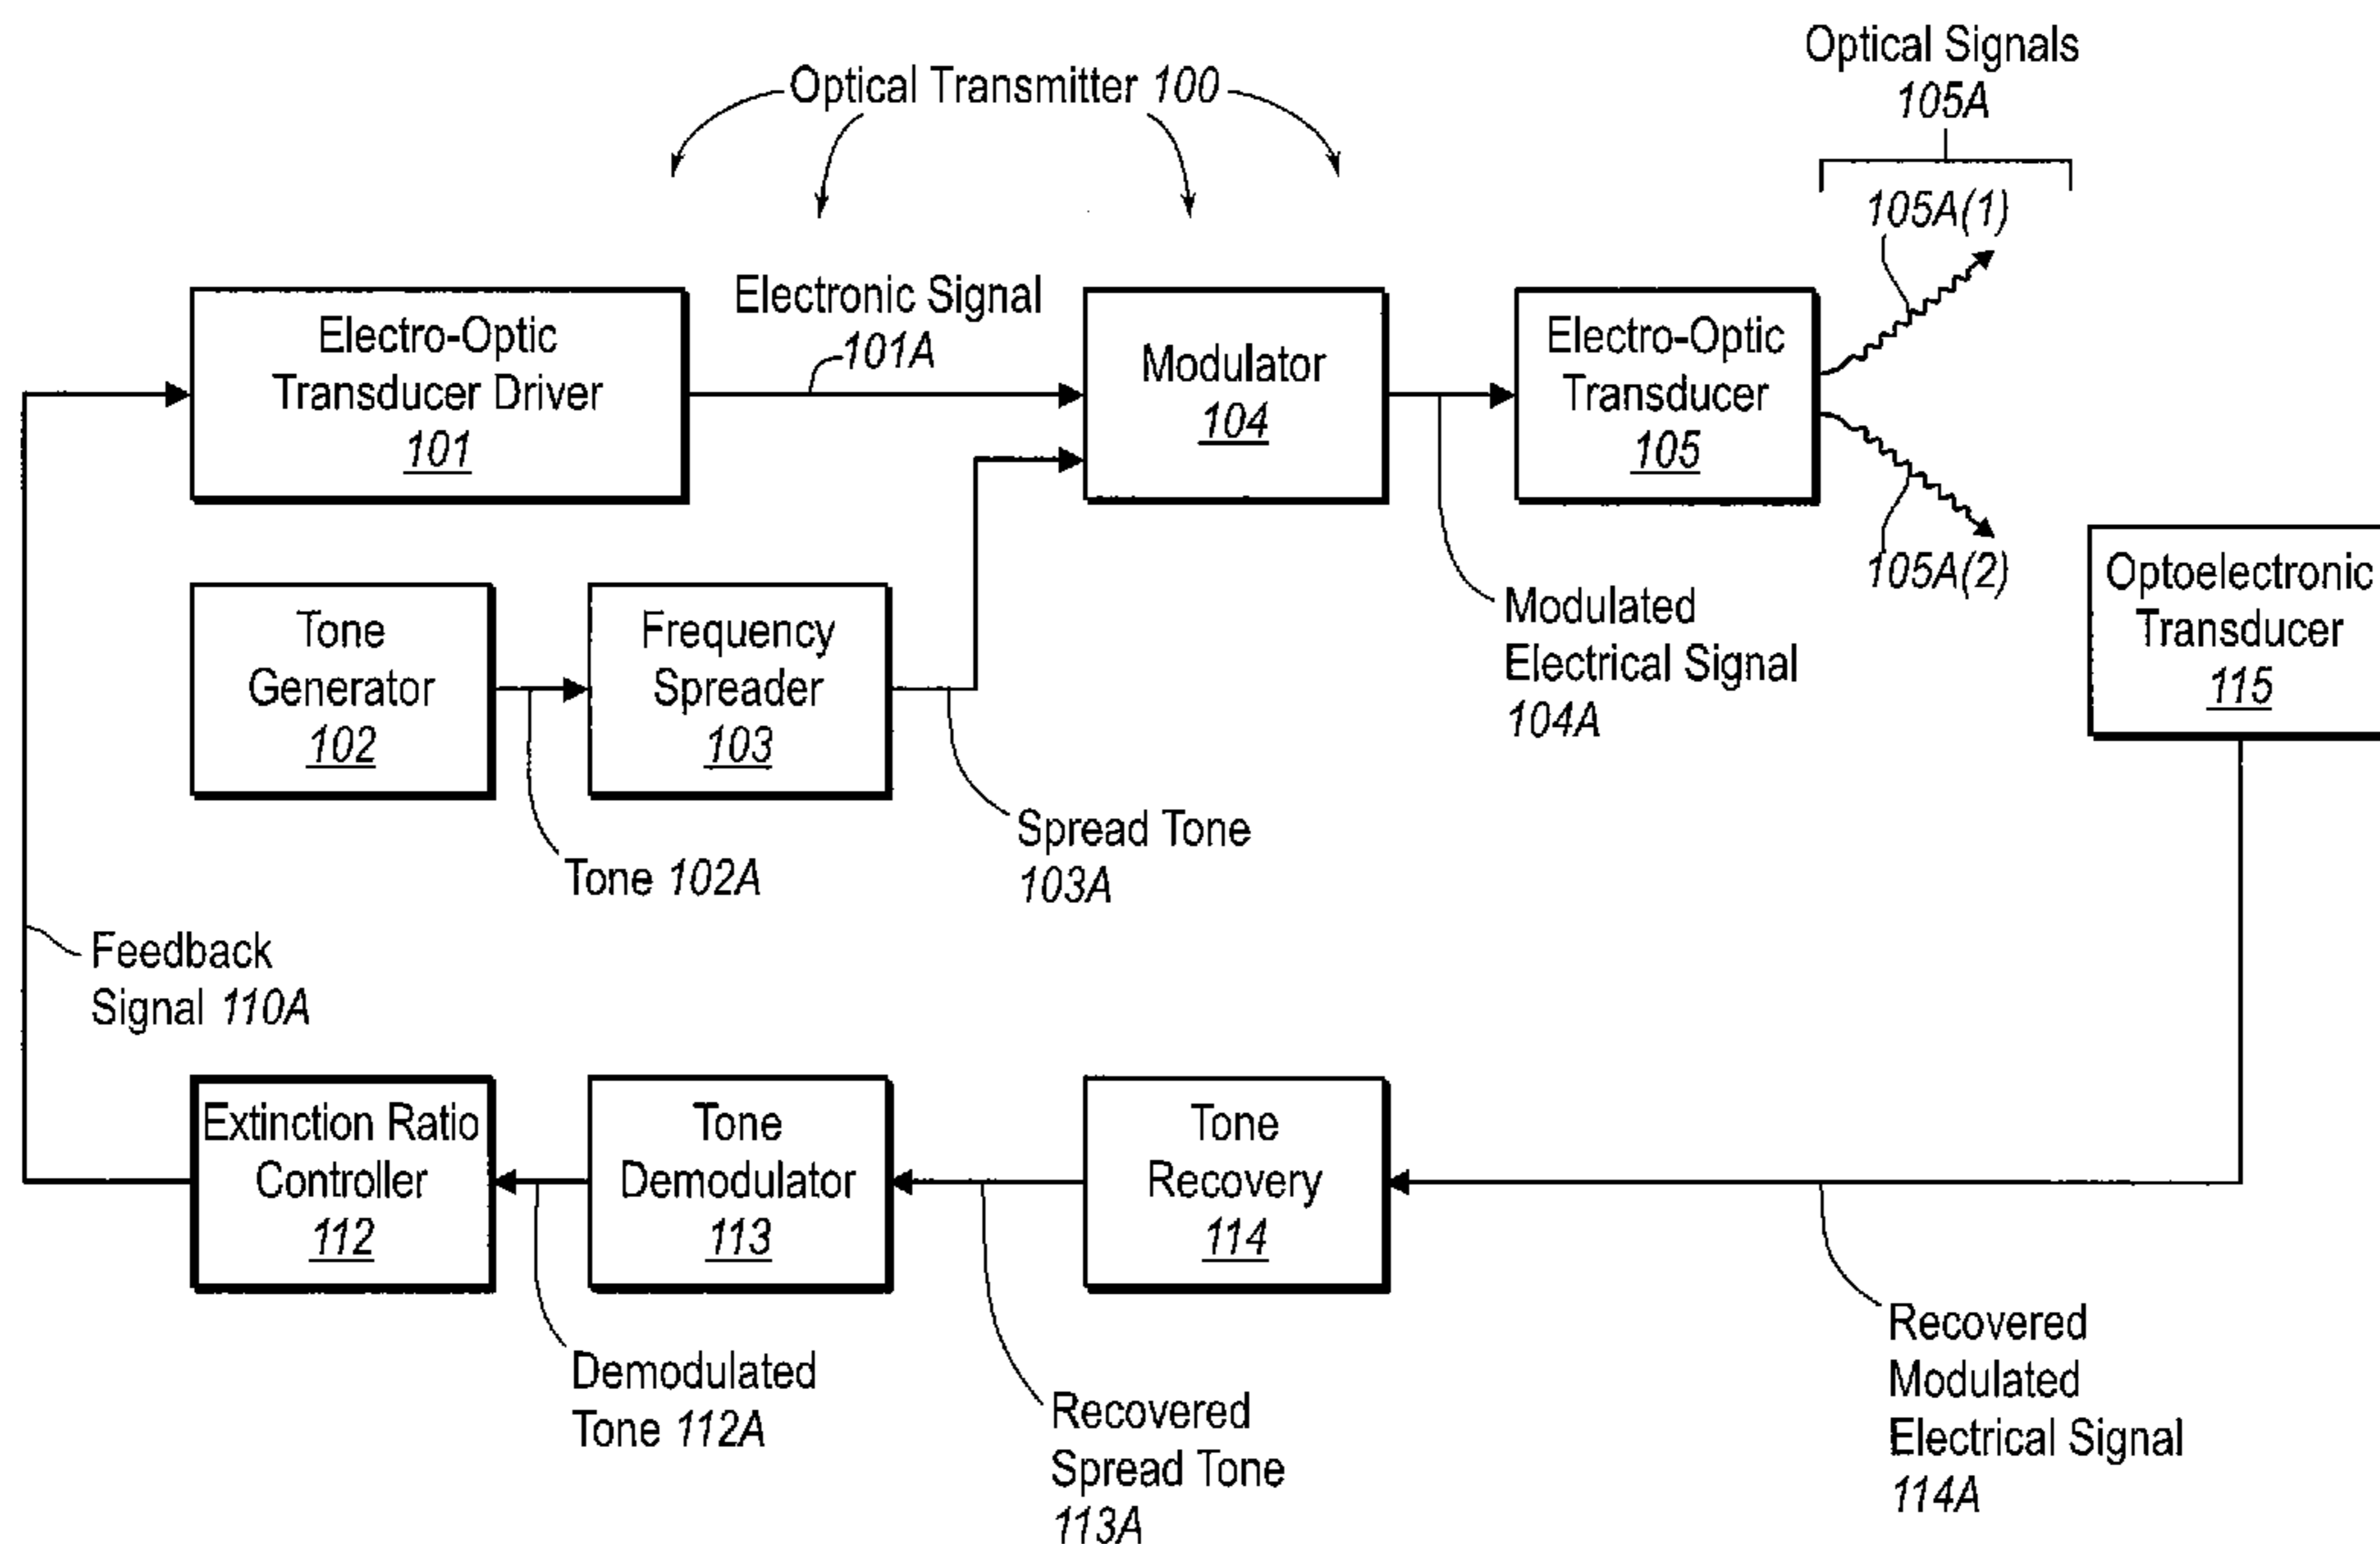 Optical Transmitter 100
Optical Signals
105A
105A(1)
Electronic Signal
101A
Electro-Optic
Transducer Driver
101
Modulator
104
Electro-Optic
Transducer
105
105A(2)
Optoelectronic
Transducer
115
Tone
Generator
102
Frequency
Spreader
103
Modulated
Electrical Signal
104A
Spread Tone
103A
Tone 102A
Feedback
Signal 110A
Extinction Ratio
Controller
112
Tone
Demodulator
113
Tone
Recovery
114
Demodulated
Tone 112A
Recovered
Spread Tone
113A
Recovered
Modulated
Electrical Signal
114A